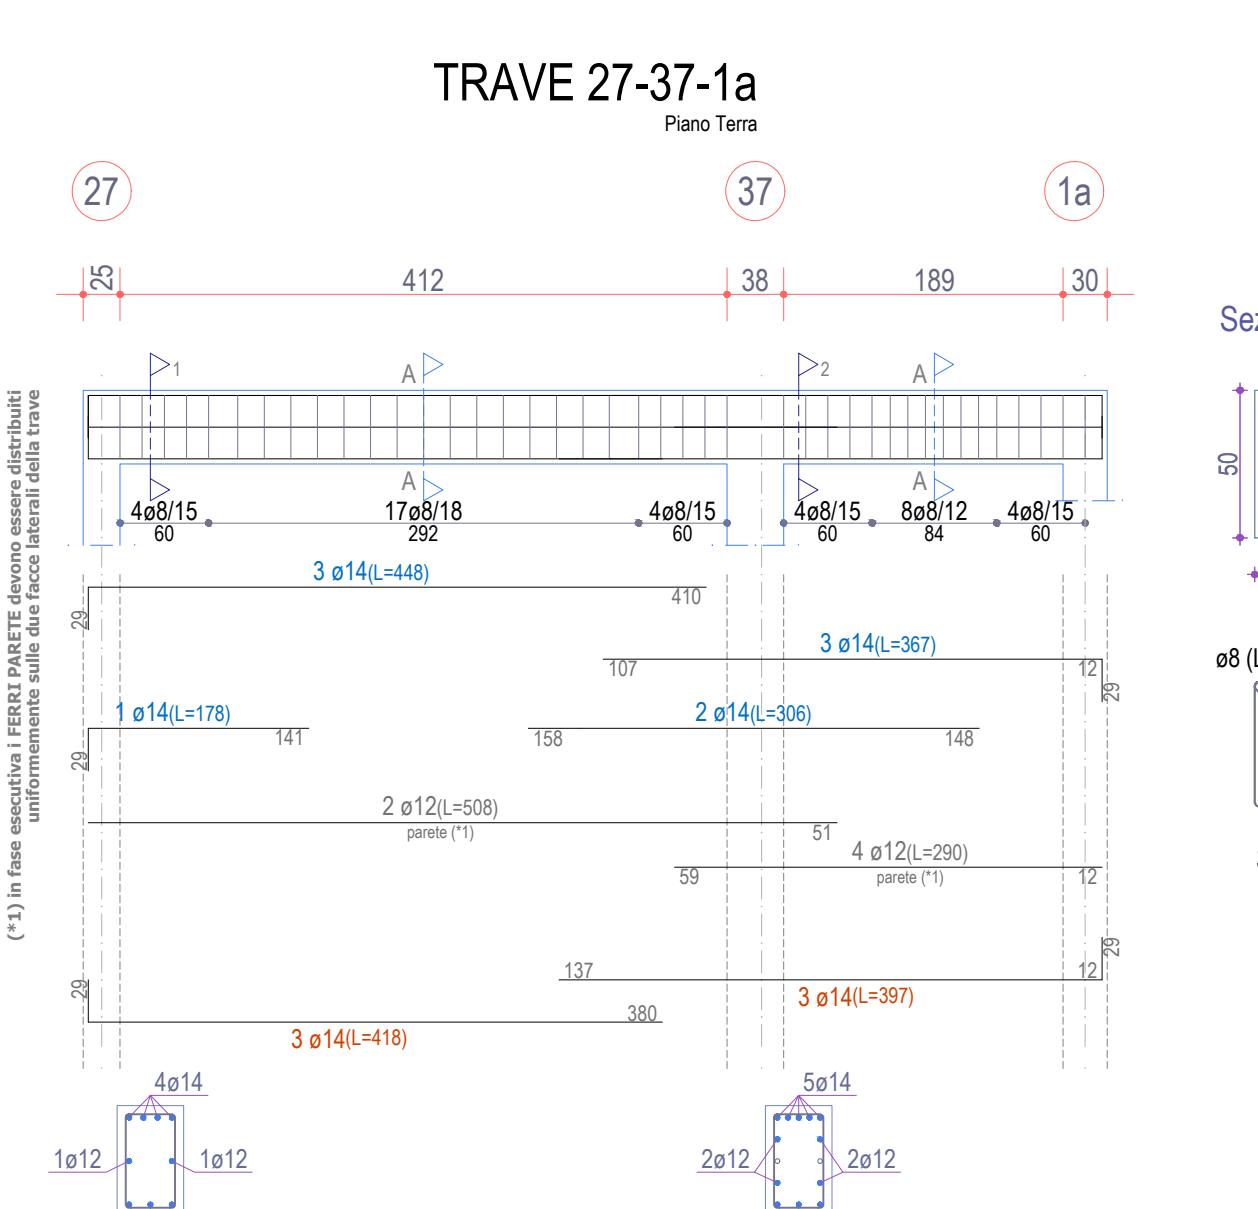 TRAVE 27-37-1a
Piano Terra
27
37
1a
25
412
38
189
30
Sez
1
A
2
A
A
A
50
4ø8/15
17ø8/18
4ø8/15
4ø8/15
8ø8/12
4ø8/15
60
292
60
60
84
60
(*1) in fase esecutiva i FERRI PARETE devono essere distribuiti
uniformemente sulle due facce laterali della trave
3 ø14(L=448)
29
410
3 ø14(L=367)
107
12
29
ø8 (L
1 ø14(L=178)
2 ø14(L=306)
29
141
158
148
2 ø12(L=508)
parete (*1)
51
4 ø12(L=290)
59
parete (*1)
12
29
137
12
3 ø14(L=397)
29
380
3 ø14(L=418)
4ø14
5ø14
1ø12
1ø12
2ø12
2ø12